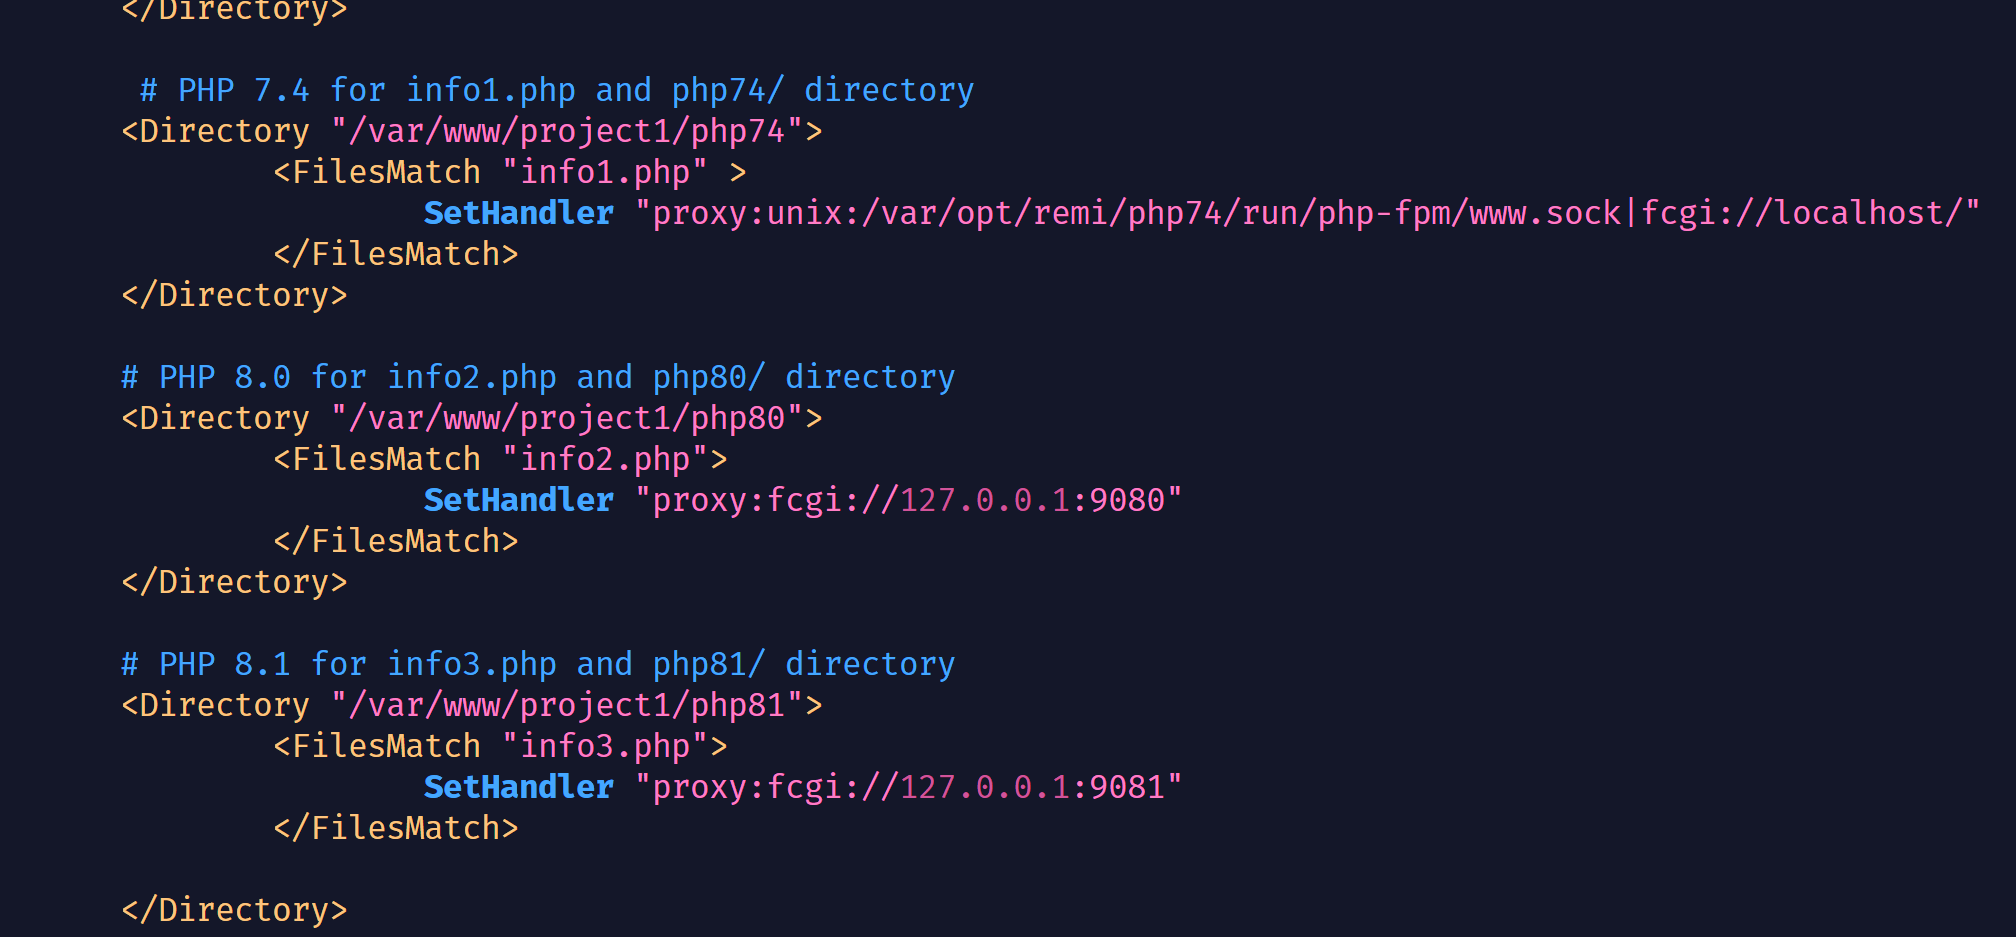 </Directory>
# PHP 7.4 for info1.php and php74/ directory
<Directory "/var/www/project1/php74">
<FilesMatch "info1.php" >
SetHandler "proxy:unix:/var/opt/remi/php74/run/php-fpm/www.sock|fcgi://localhost/"
</FilesMatch>
</Directory>
# PHP 8.0 for info2.php and php80/ directory
<Directory "/var/www/project1/php80">
<FilesMatch "info2.php">
SetHandler "proxy:fcgi://127.0.0.1:9080"
</FilesMatch>
</Directory>
# PHP 8.1 for info3.php and php81/ directory
<Directory "/var/www/project1/php81">
<FilesMatch "info3.php">
SetHandler "proxy:fcgi://127.0.0.1:9081"
</FilesMatch>
</Directory>